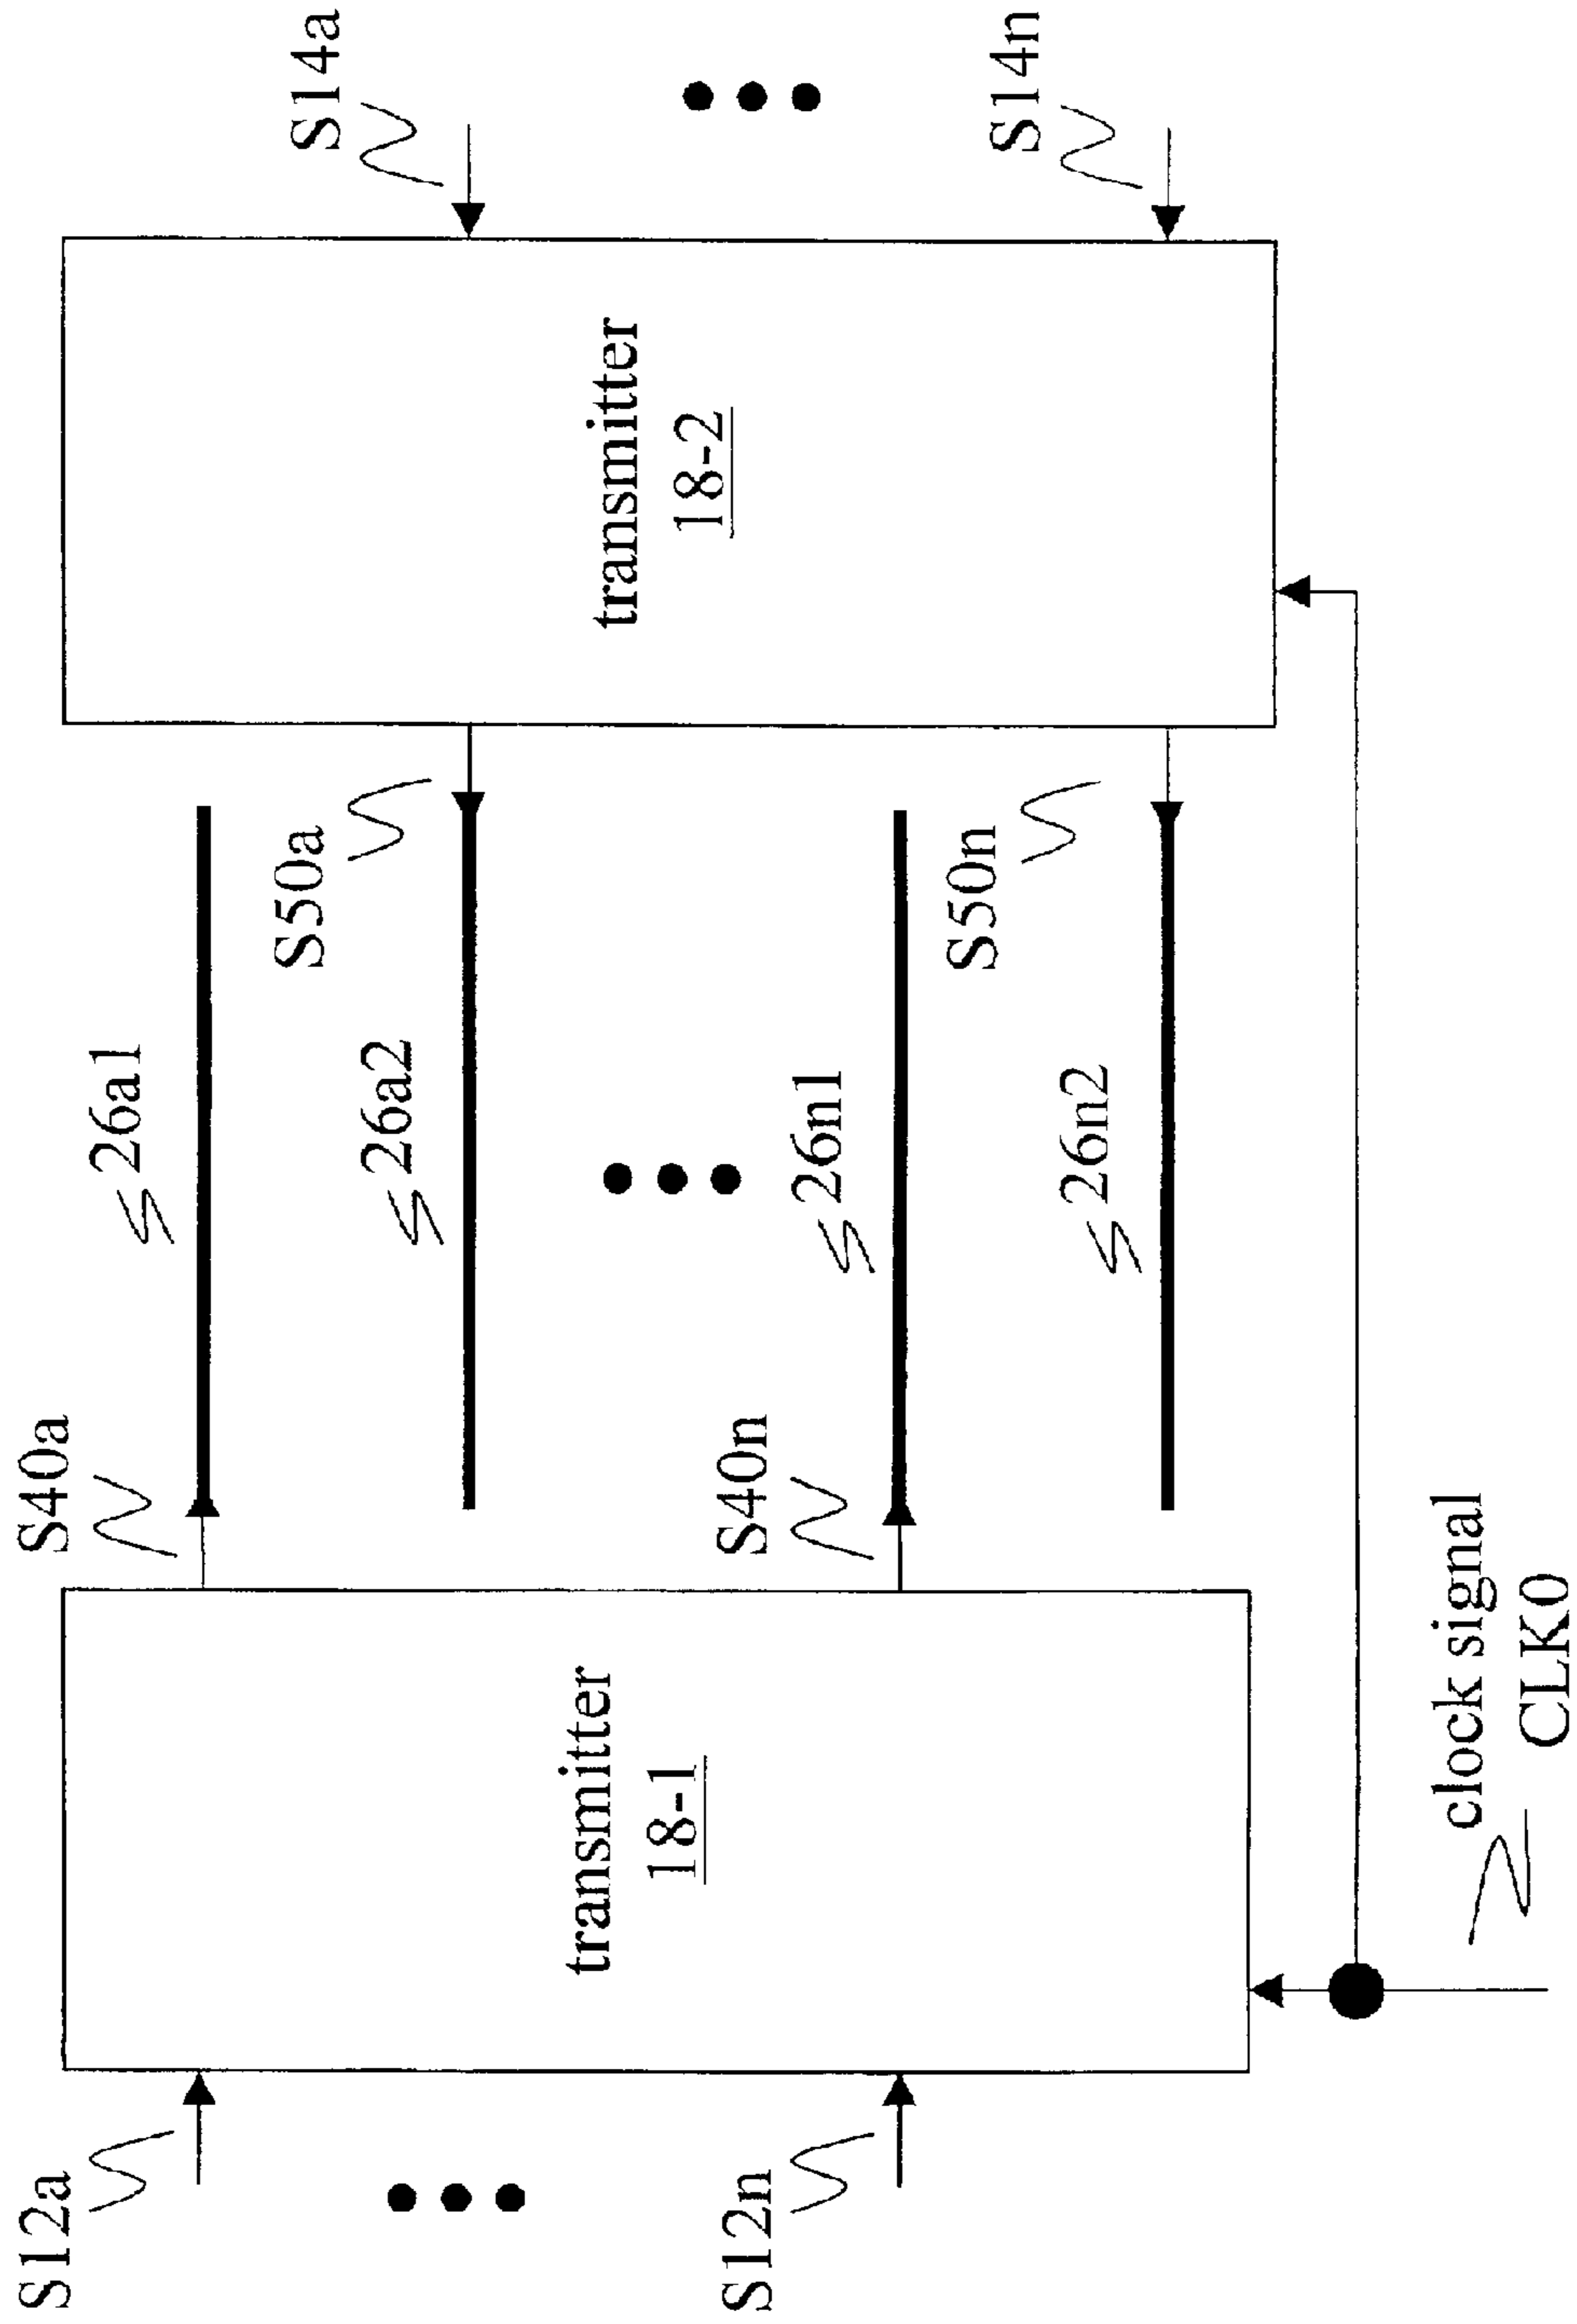 S12a
S12n
transmitter
18-1
S40a
S40n
26a1
26a2
26n1
26n2
S50a
S50n
transmitter
18-2
S14a
S14n
clock signal
CLK0